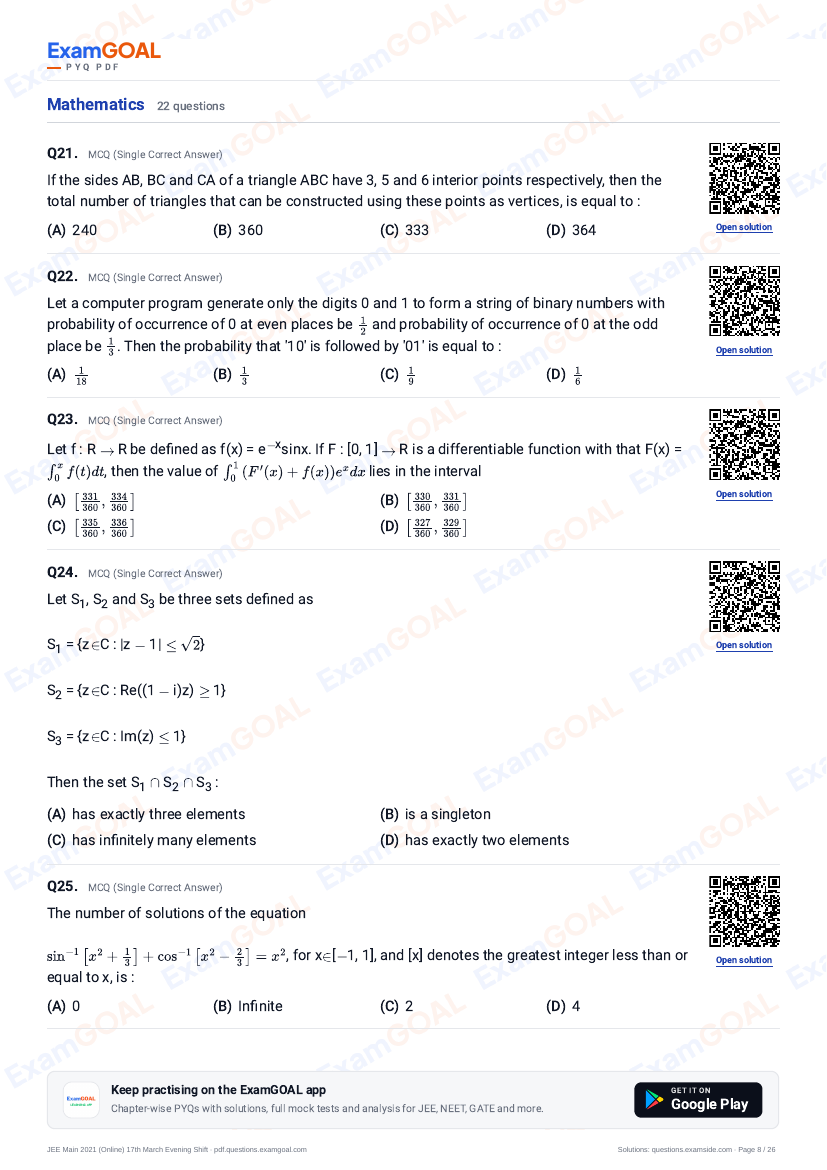 ExamGOAL
PYQ PDF
Mathematics 22 questions
Q21. MCQ (Single Correct Answer)
If the sides AB, BC and CA of a triangle ABC have 3, 5 and 6 interior points respectively, then the
total number of triangles that can be constructed using these points as vertices, is equal to :
(A) 240 (B) 360 (C) 333 (D) 364
Open solution
Q22. MCQ (Single Correct Answer)
Let a computer program generate only the digits 0 and 1 to form a string of binary numbers with
probability of occurrence of 0 at even places be 1/2 and probability of occurrence of 0 at the odd
place be 1/3. Then the probability that '10' is followed by '01' is equal to :
(A) 1/18 (B) 1/3 (C) 1/9 (D) 1/6
Open solution
Q23. MCQ (Single Correct Answer)
Let f : R → R be defined as f(x) = e⁻ˣsinx. If F : [0, 1] → R is a differentiable function with that F(x) =
∫₀ˣ f(t)dt, then the value of ∫₀¹ (F′(x) + f(x))eˣdx lies in the interval
(A) [331/360, 334/360] (B) [330/360, 331/360]
(C) [335/360, 336/360] (D) [327/360, 329/360]
Open solution
Q24. MCQ (Single Correct Answer)
Let S₁, S₂ and S₃ be three sets defined as
S₁ = {z∈C : |z − 1| ≤ √2}
S₂ = {z∈C : Re((1 − i)z) ≥ 1}
S₃ = {z∈C : Im(z) ≤ 1}
Then the set S₁ ∩ S₂ ∩ S₃ :
(A) has exactly three elements (B) is a singleton
(C) has infinitely many elements (D) has exactly two elements
Open solution
Q25. MCQ (Single Correct Answer)
The number of solutions of the equation
sin⁻¹ [x² + 1/3] + cos⁻¹ [x² − 2/3] = x², for x∈[−1, 1], and [x] denotes the greatest integer less than or
equal to x, is :
(A) 0 (B) Infinite (C) 2 (D) 4
Open solution
ExamGOAL
Keep practising on the ExamGOAL app
Chapter-wise PYQs with solutions, full mock tests and analysis for JEE, NEET, GATE and more.
GET IT ON
Google Play
JEE Main 2021 (Online) 17th March Evening Shift · pdf.questions.examgoal.com
Solutions: questions.examside.com · Page 8 / 26